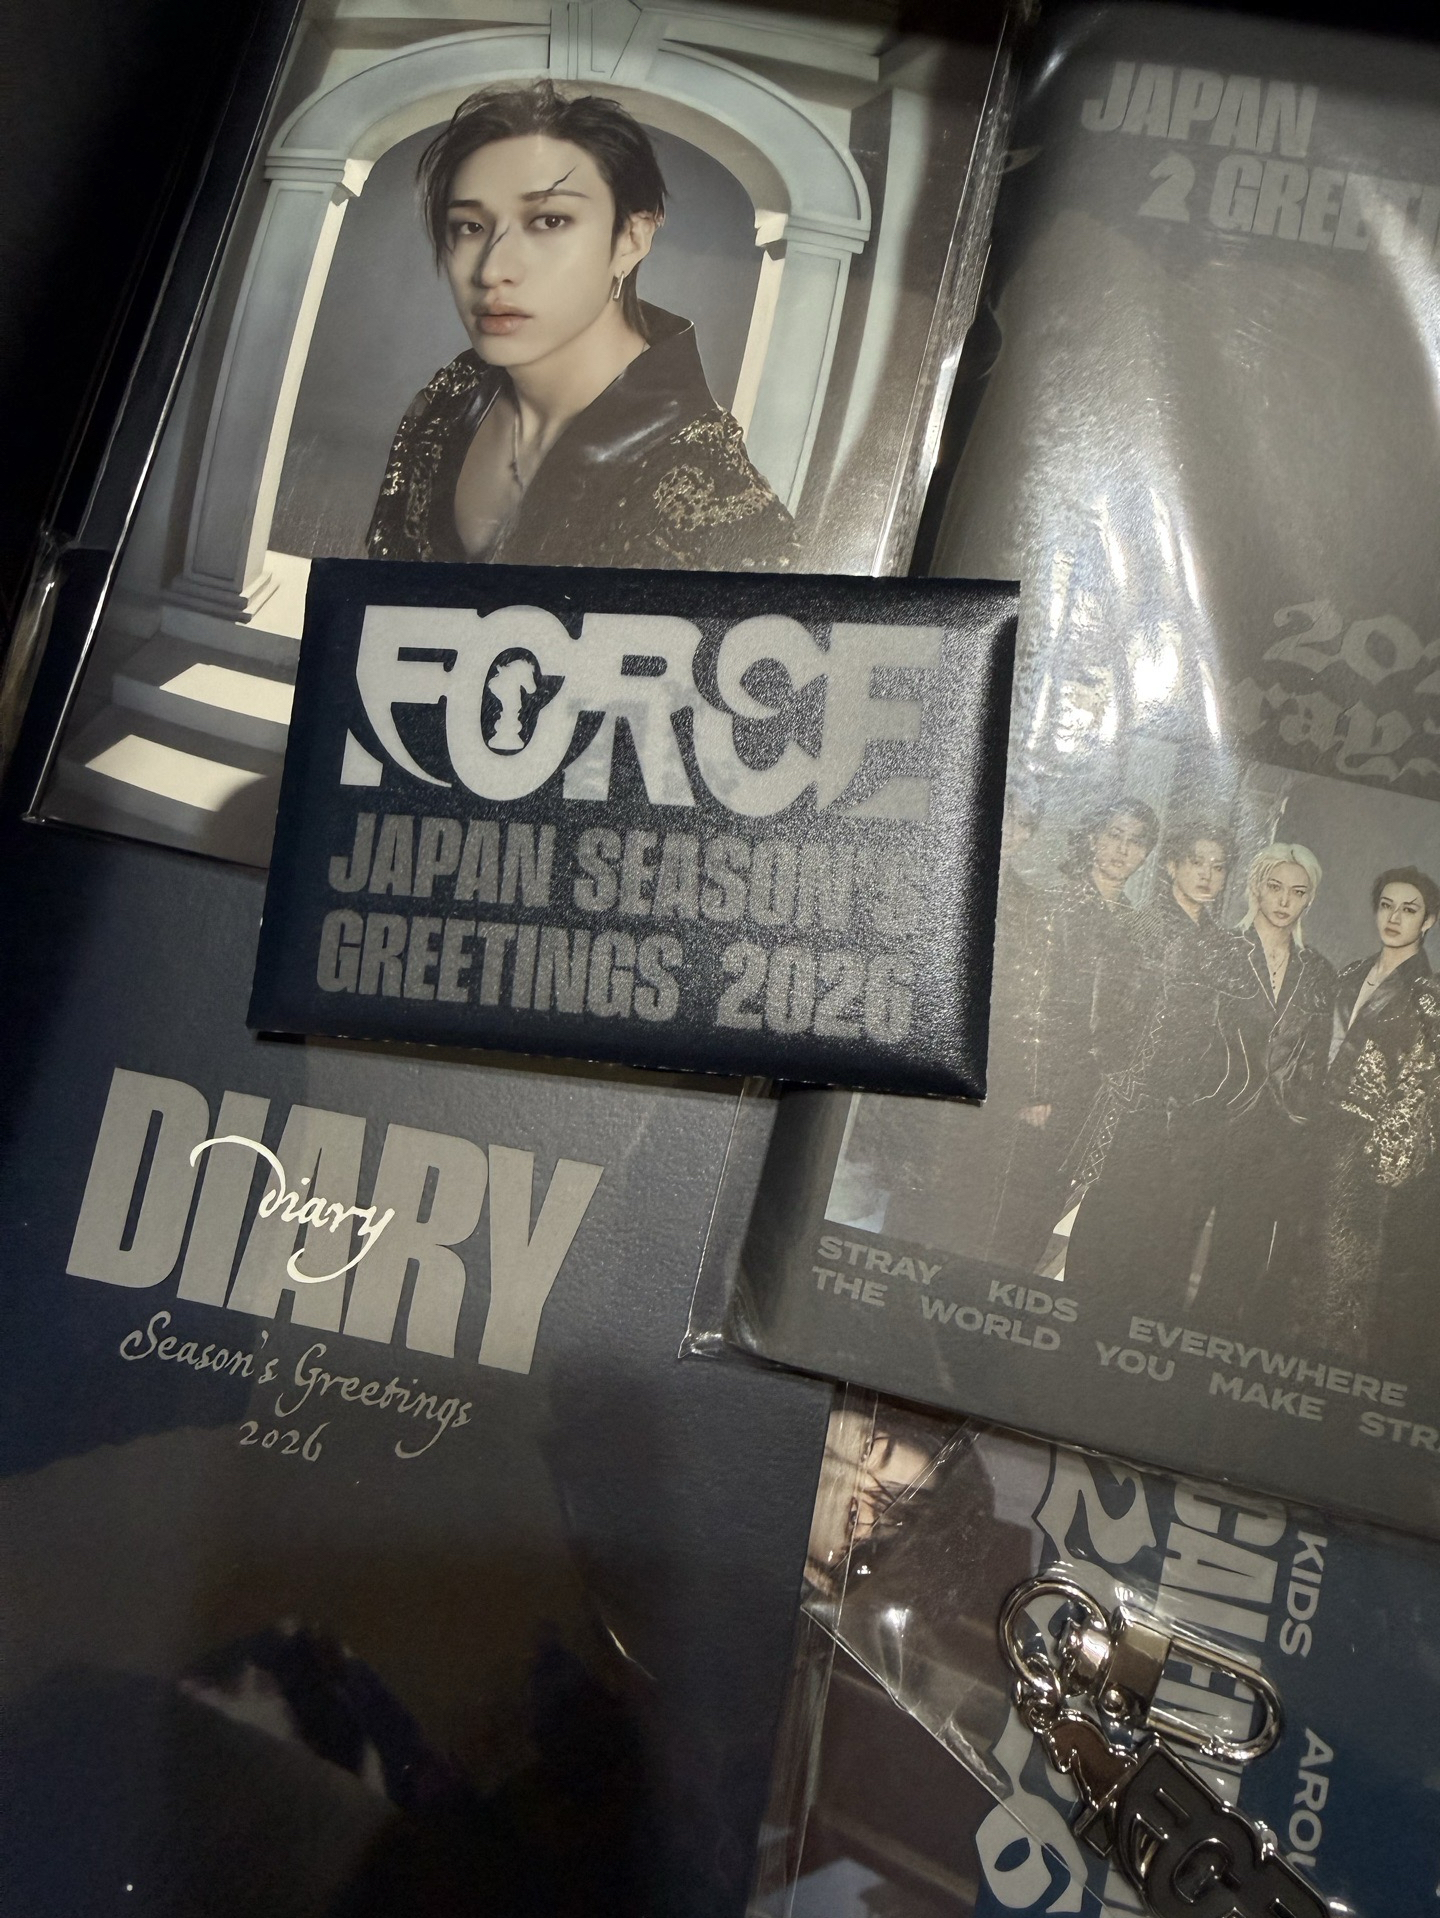 JAPAN
2 GREET
FORCE
JAPAN SEASON'S
GREETINGS 2026
DIARY
diary
Season's Greetings
2026
STRAY KIDS EVERYWHERE
THE WORLD YOU MAKE STR
KIDS